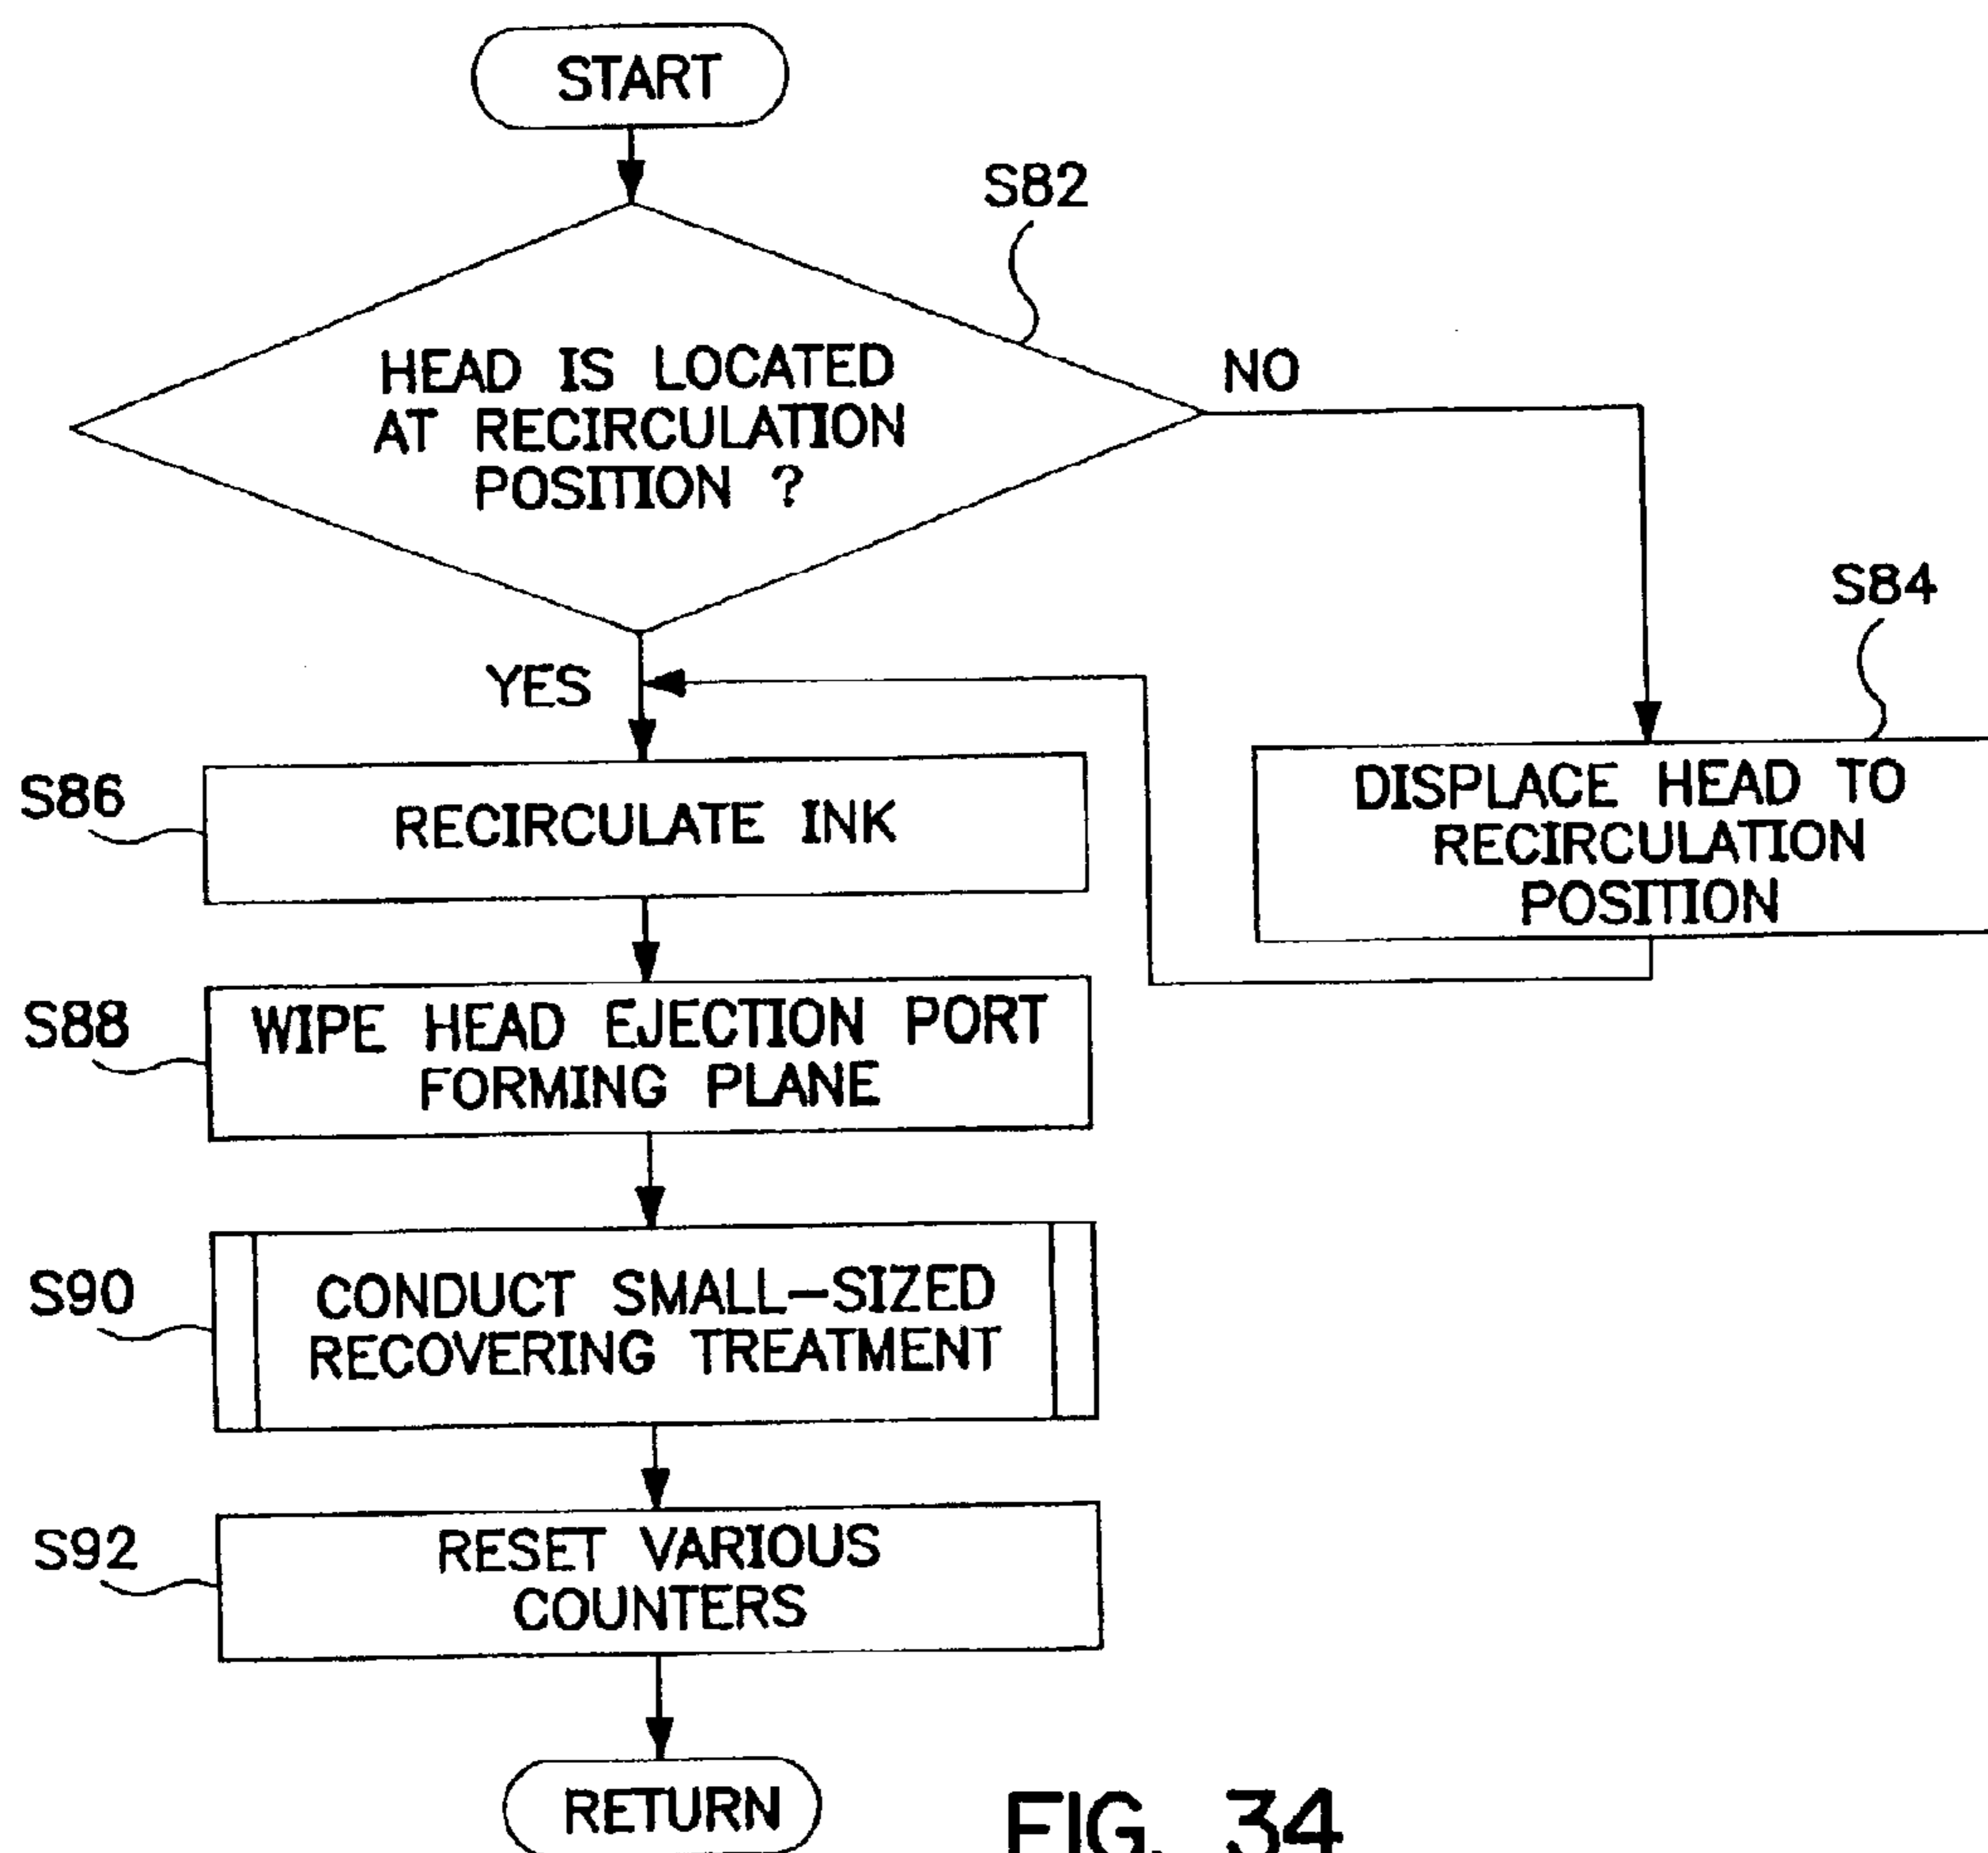 START
S82
HEAD IS LOCATED
AT RECIRCULATION
POSITION ?
NO
YES
S84
DISPLACE HEAD TO
RECIRCULATION
POSITION
S86
RECIRCULATE INK
S88
WIPE HEAD EJECTION PORT
FORMING PLANE
S90
CONDUCT SMALL-SIZED
RECOVERING TREATMENT
S92
RESET VARIOUS
COUNTERS
RETURN
FIG. 34